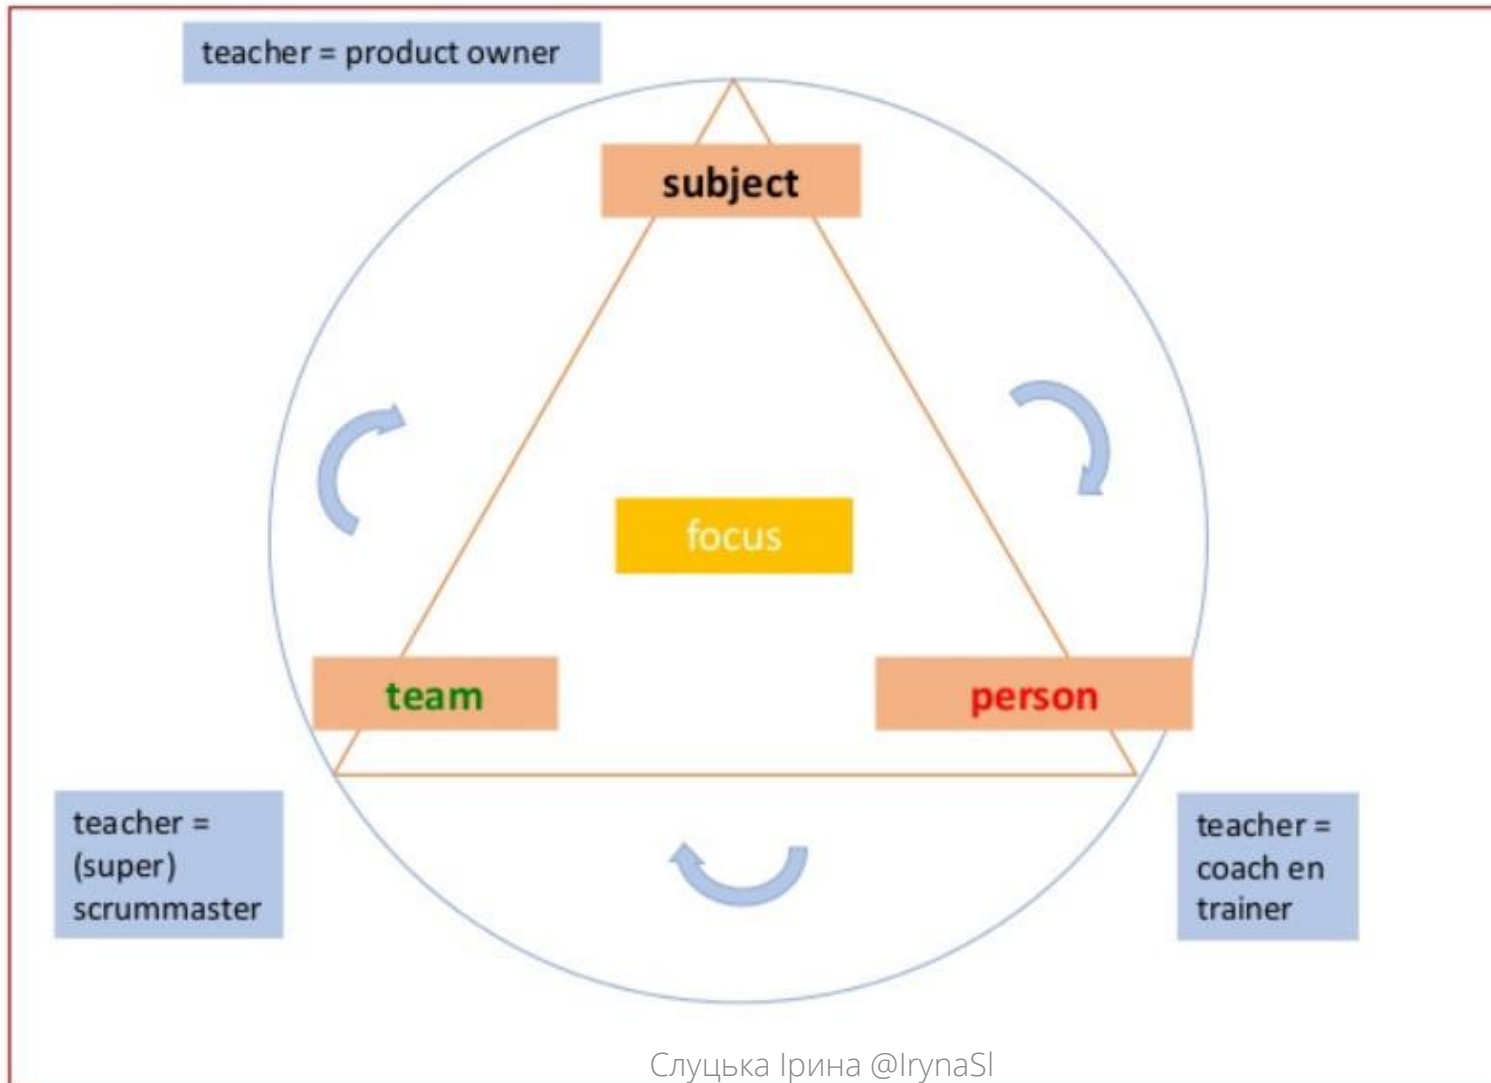 teacher = product owner
subject
focus
team
person
teacher =
(super)
scrummaster
teacher =
coach en
trainer
Слуцька Ірина @IrynaSl